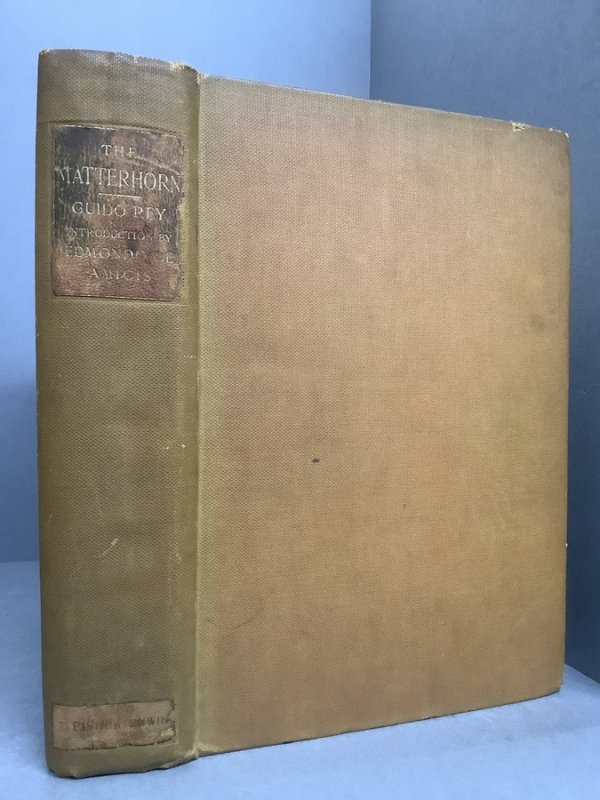 THE
MATTERHORN
GUIDO REY
INTRODUCTION BY
EDMONDO DE
AMICIS
T. FISHER UNWIN